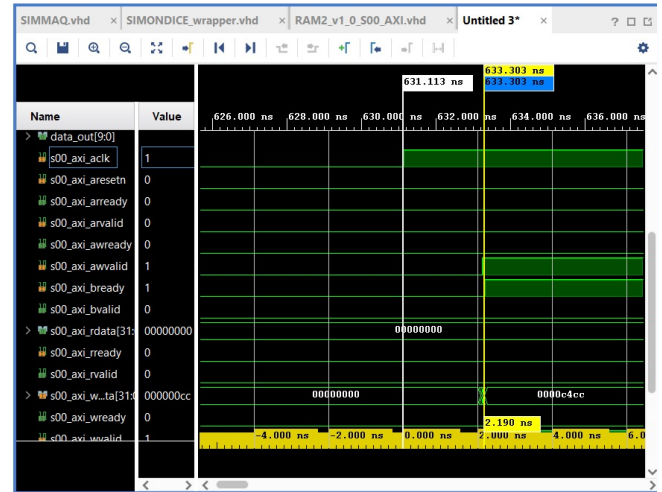 SIMMAQ.vhd × SIMONDICE_wrapper.vhd × RAM2_v1_0_S00_AXI.vhd × Untitled 3* ×
633.303 ns
631.113 ns 633.303 ns
Name Value 626.000 ns 628.000 ns 630.000 ns 632.000 ns 634.000 ns 636.000 ns
data_out[9:0]
s00_axi_aclk 1
s00_axi_aresetn 0
s00_axi_arready 0
s00_axi_arvalid 0
s00_axi_awready 0
s00_axi_awvalid 1
s00_axi_bready 1
s00_axi_bvalid 0
s00_axi_rdata[31: 00000000 00000000
s00_axi_rready 0
s00_axi_rvalid 0
s00_axi_w...ta[31:0 000000cc 00000000 0000c4cc
s00_axi_wready 0
2.190 ns
s00_axi_wvalid 1 -4.000 ns -2.000 ns 0.000 ns 2.000 ns 4.000 ns 6.0